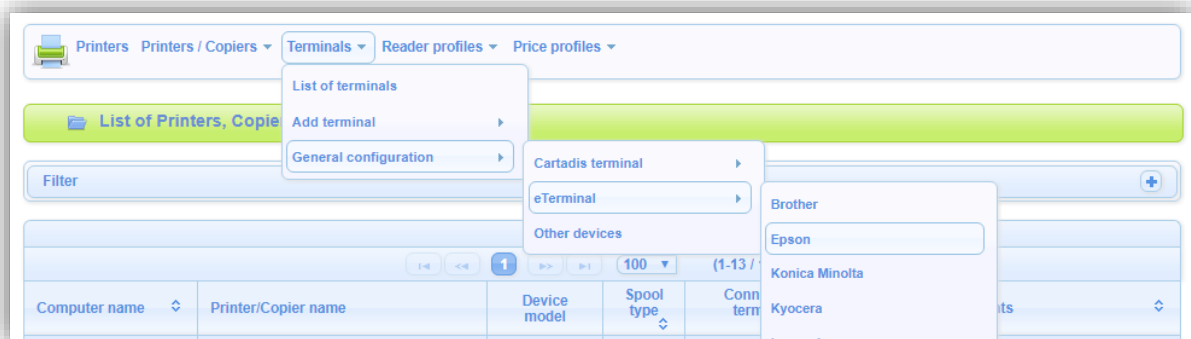 Printers Printers / Copiers Terminals Reader profiles Price profiles
List of terminals
Add terminal
General configuration
List of Printers, Copie
Cartadis terminal
eTerminal
Other devices
Filter
Brother
Epson
Konica Minolta
Kyocera
1
100
(1-13 /
Computer name
Printer/Copier name
Device
model
Spool
type
Conn
term
ts